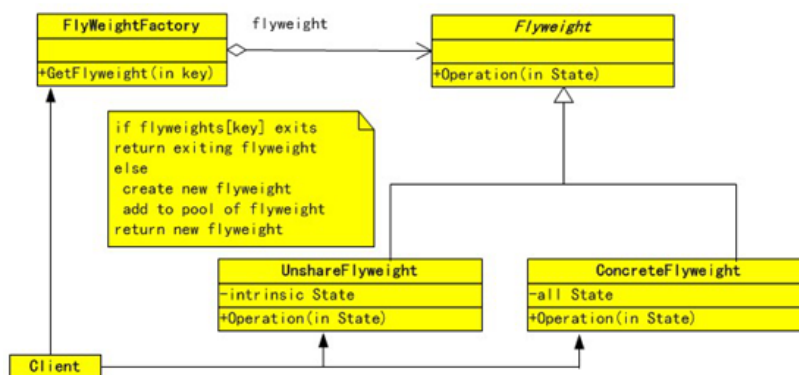 FlyWeightFactory
+GetFlyweight(in key)
flyweight
Flyweight
+Operation(in State)
if flyweights[key] exits
return exiting flyweight
else
create new flyweight
add to pool of flyweight
return new flyweight
UnshareFlyweight
-intrinsic State
+Operation(in State)
ConcreteFlyweight
-all State
+Operation(in State)
Client